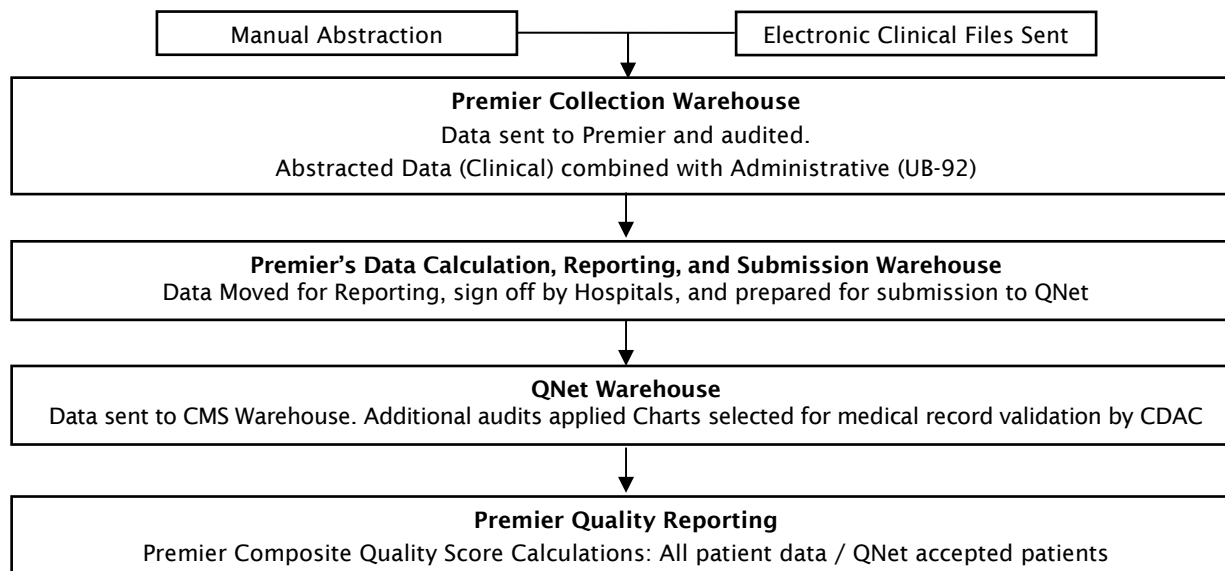 Manual Abstraction
Electronic Clinical Files Sent
Premier Collection Warehouse
Data sent to Premier and audited.
Abstracted Data (Clinical) combined with Administrative (UB-92)
Premier’s Data Calculation, Reporting, and Submission Warehouse
Data Moved for Reporting, sign off by Hospitals, and prepared for submission to QNet
QNet Warehouse
Data sent to CMS Warehouse. Additional audits applied Charts selected for medical record validation by CDAC
Premier Quality Reporting
Premier Composite Quality Score Calculations: All patient data / QNet accepted patients